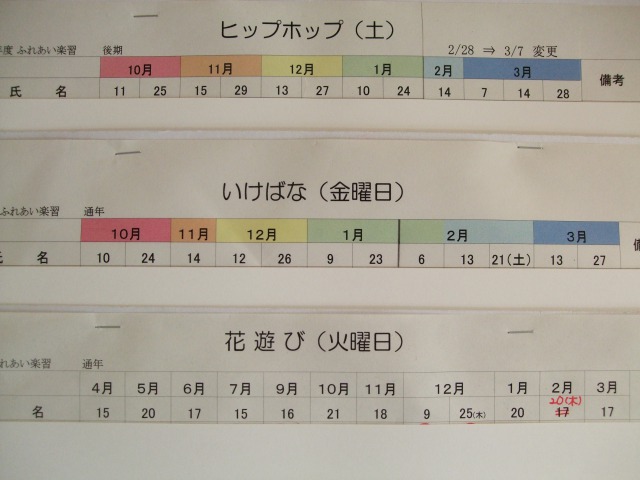 ヒップホップ（土）
年度 ふれあい楽習 後期 2/28 ⇒ 3/7 変更
10月 11月 12月 1月 2月 3月 備考
氏 名 11 25 15 29 13 27 10 24 14 7 14 28
いけばな（金曜日）
ふれあい楽習 通年
10月 11月 12月 1月 2月 3月 備
氏 名 10 24 14 12 26 9 23 6 13 21(土) 13 27
花 遊 び（火曜日）
れあい楽習 通年
4月 5月 6月 7月 9月 10月 11月 12月 1月 2月 3月
20(木)
名 15 20 17 15 16 21 18 9 25(木) 20 17 17